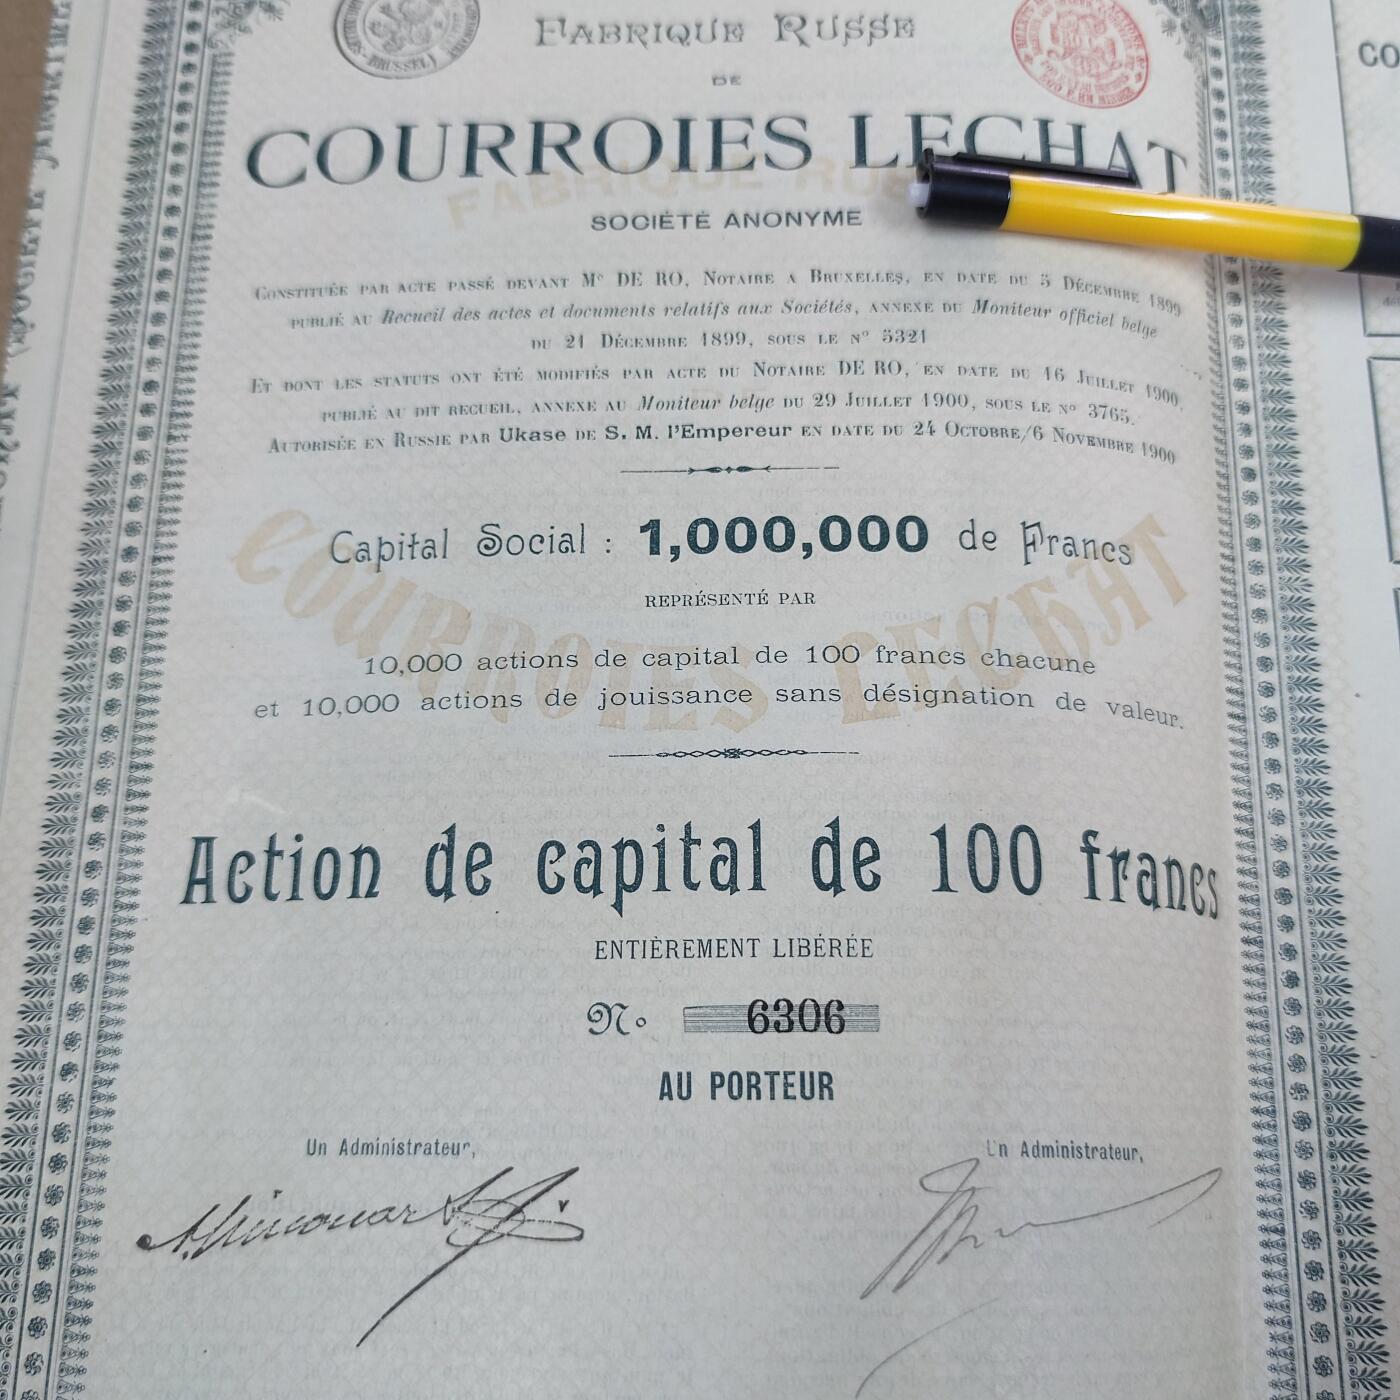 BRUSSEL
FABRIQUE RUSSE
DE
COURROIES LECHAT
FABRIQUE RUS
SOCIÉTÉ ANONYME
CONSTITUÉE PAR ACTE PASSÉ DEVANT Me DE RO, NOTAIRE A BRUXELLES, EN DATE DU 5 DÉCEMBRE 1899
PUBLIÉ AU Recueil des actes et documents relatifs aux Sociétés, ANNEXE DU Moniteur officiel belge
DU 21 DÉCEMBRE 1899, SOUS LE No 5321
ET DONT LES STATUTS ONT ÉTÉ MODIFIÉS PAR ACTE DU NOTAIRE DE RO, EN DATE DU 16 JUILLET 1900,
PUBLIÉ AU DIT RECUEIL, ANNEXE AU Moniteur belge DU 29 JUILLET 1900, SOUS LE No 3765.
AUTORISÉE EN RUSSIE PAR Ukase DE S. M. l'Empereur EN DATE DU 24 OCTOBRE/6 NOVEMBRE 1900
Capital Social : 1,000,000 de Francs
COURROIES LECHAT
REPRÉSENTÉ PAR
10,000 actions de capital de 100 francs chacune
et 10,000 actions de jouissance sans désignation de valeur.
Action de capital de 100 francs
ENTIÈREMENT LIBÉRÉE
No 6306
AU PORTEUR
Un Administrateur, Un Administrateur,
CO